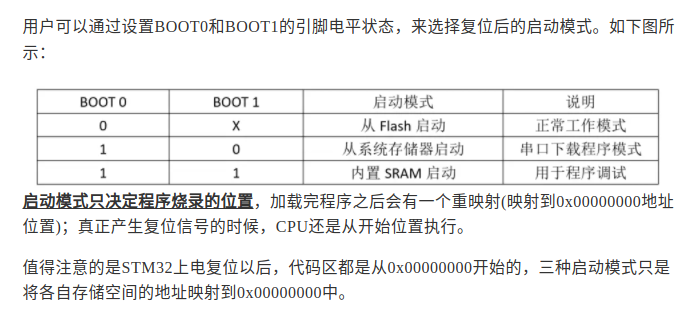 用户可以通过设置BOOT0和BOOT1的引脚电平状态，来选择复位后的启动模式。如下图所
示：
BOOT 0 BOOT 1 启动模式 说明
0 X 从 Flash 启动 正常工作模式
1 0 从系统存储器启动 串口下载程序模式
1 1 内置 SRAM 启动 用于程序调试
启动模式只决定程序烧录的位置，加载完程序之后会有一个重映射(映射到0x00000000地址
位置)；真正产生复位信号的时候，CPU还是从开始位置执行。
值得注意的是STM32上电复位以后，代码区都是从0x00000000开始的，三种启动模式只是
将各自存储空间的地址映射到0x00000000中。